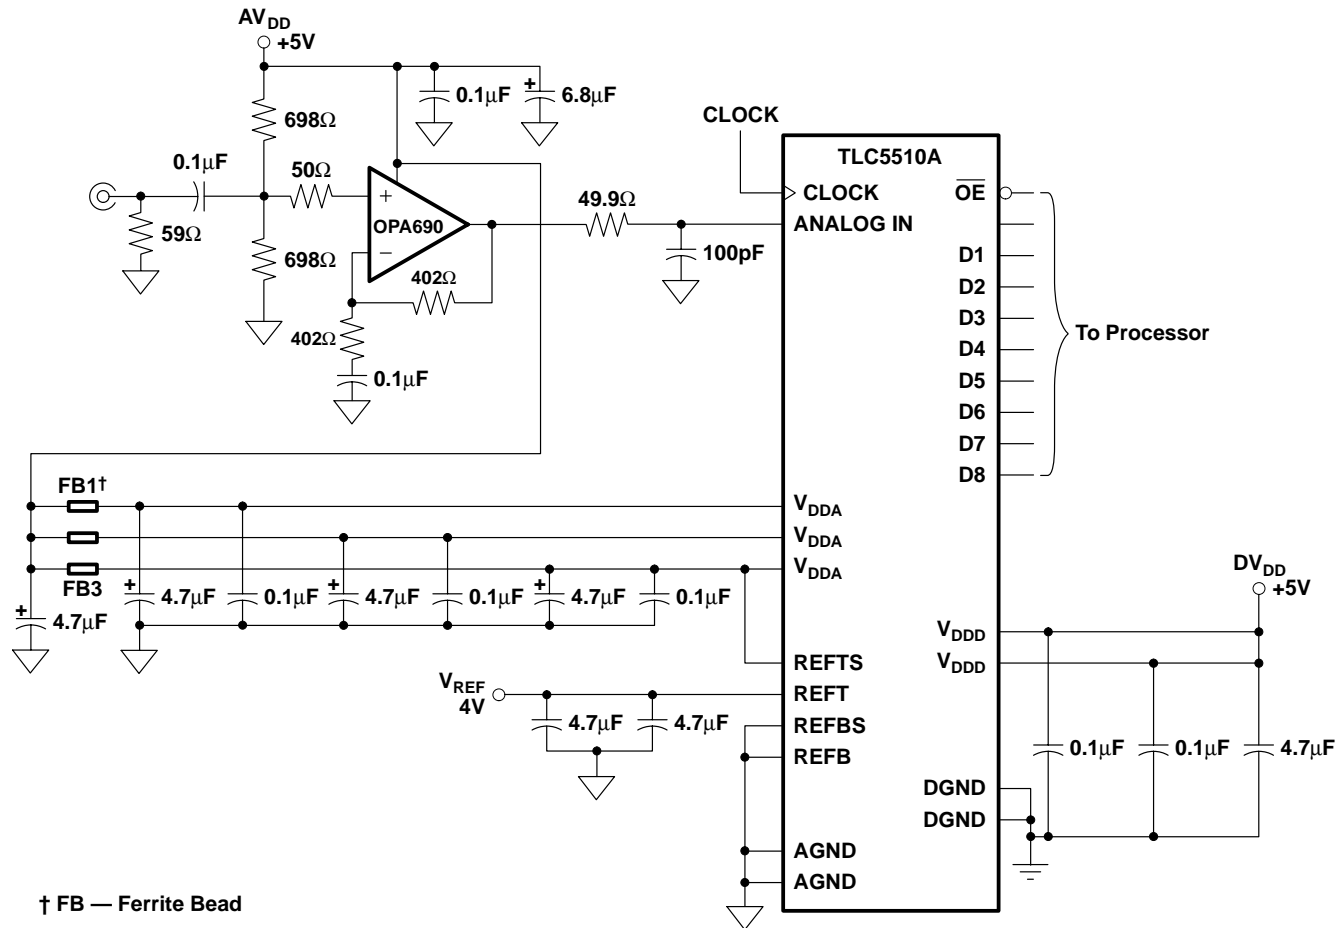 AVDD
+5V
698Ω
0.1µF
+
6.8µF
0.1µF
50Ω
59Ω
698Ω
+
OPA690
−
402Ω
402Ω
0.1µF
49.9Ω
100pF
CLOCK
TLC5510A
CLOCK
OE
ANALOG IN
D1
D2
D3
D4
D5
D6
D7
D8
To Processor
FB1†
FB3
+
4.7µF
+
4.7µF
0.1µF
+
4.7µF
0.1µF
+
4.7µF
0.1µF
VDDA
VDDA
VDDA
REFTS
VREF
4V
REFT
4.7µF
4.7µF
REFBS
REFB
AGND
AGND
DVDD
+5V
VDDD
VDDD
0.1µF
0.1µF
4.7µF
DGND
DGND
† FB — Ferrite Bead